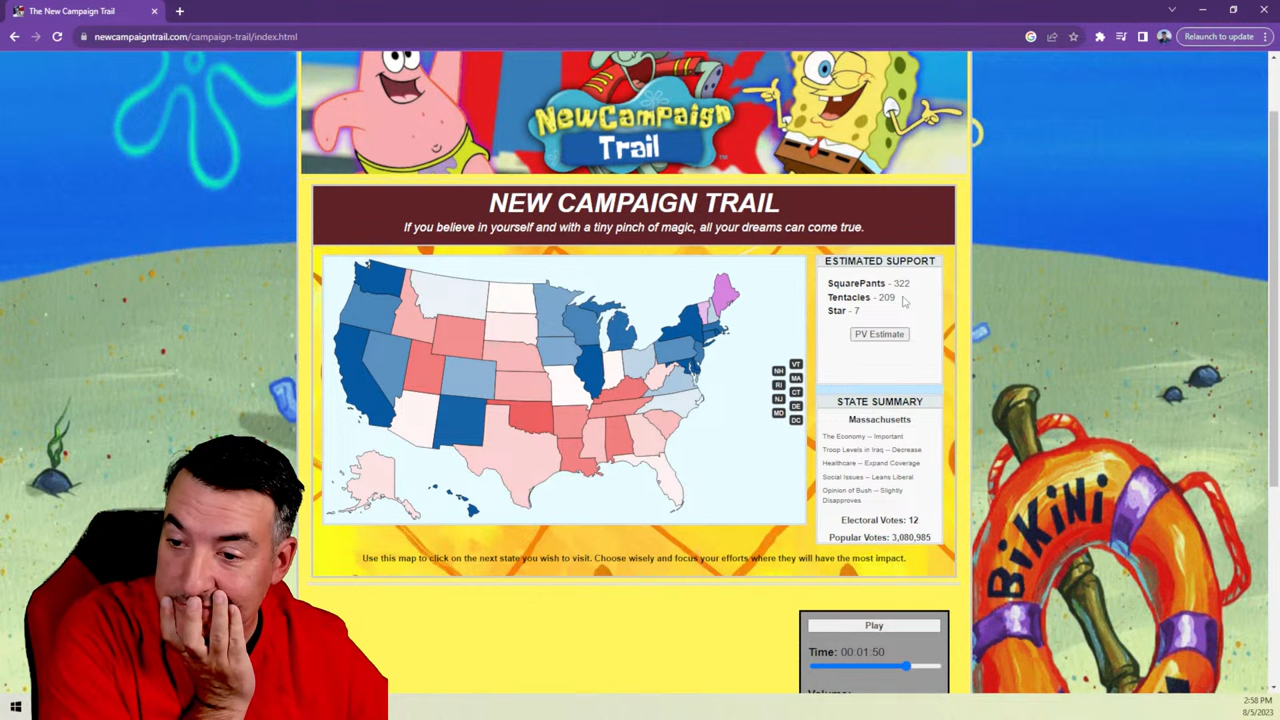 The New Campaign Trail
newcampaigntrail.com/campaign-trail/index.html
Relaunch to update
NewCampaign
Trail
NEW CAMPAIGN TRAIL
If you believe in yourself and with a tiny pinch of magic, all your dreams can come true.
ESTIMATED SUPPORT
SquarePants - 322
Tentacles - 209
Star - 7
PV Estimate
VT
NH
MA
RI
CT
NJ
DE
MD
DC
STATE SUMMARY
Massachusetts
The Economy -- Important
Troop Levels in Iraq -- Decrease
Healthcare -- Expand Coverage
Social Issues -- Leans Liberal
Opinion of Bush -- Slightly
Disapproves
Electoral Votes: 12
Popular Votes: 3,080,985
Use this map to click on the next state you wish to visit. Choose wisely and focus your efforts where they will have the most impact.
BiKiNi
Play
Time: 00:01:50
Volume:
2:58 PM
8/5/2023